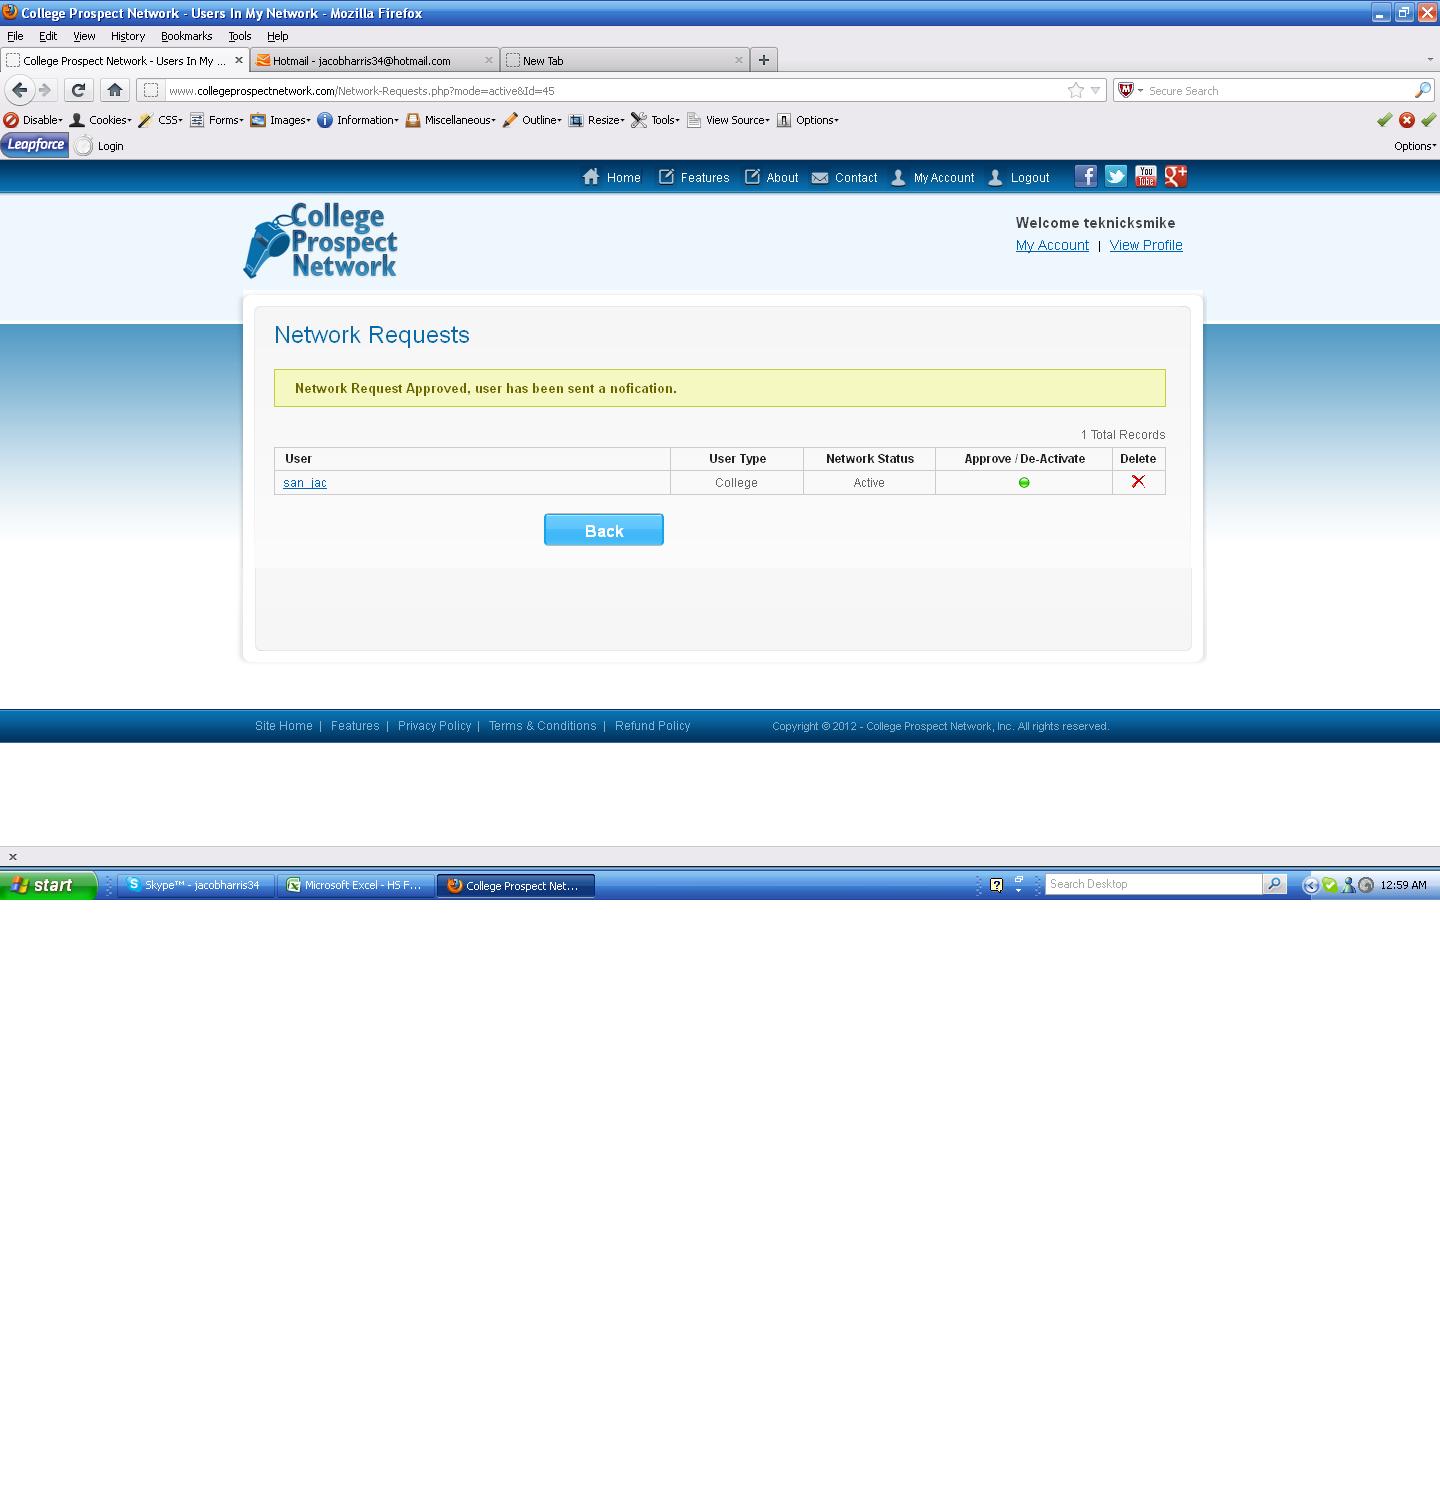 College Prospect Network - Users In My Network - Mozilla Firefox
File Edit View History Bookmarks Tools Help
College Prospect Network - Users In My ... Hotmail - jacobharris34@hotmail.com New Tab
www.collegeprospectnetwork.com/Network-Requests.php?mode=active&Id=45 Secure Search
Disable Cookies CSS Forms Images Information Miscellaneous Outline Resize Tools View Source Options
Leapforce Login Options
Home Features About Contact My Account Logout You Tube
College
Prospect
Network
Welcome teknicksmike
My Account | View Profile
Network Requests
Network Request Approved, user has been sent a nofication.
1 Total Records
User User Type Network Status Approve / De-Activate Delete
san_jac College Active
Back
Site Home | Features | Privacy Policy | Terms & Conditions | Refund Policy Copyright © 2012 - College Prospect Network, Inc. All rights reserved.
start Skype™ - jacobharris34 Microsoft Excel - HS F... College Prospect Net... Search Desktop 12:59 AM